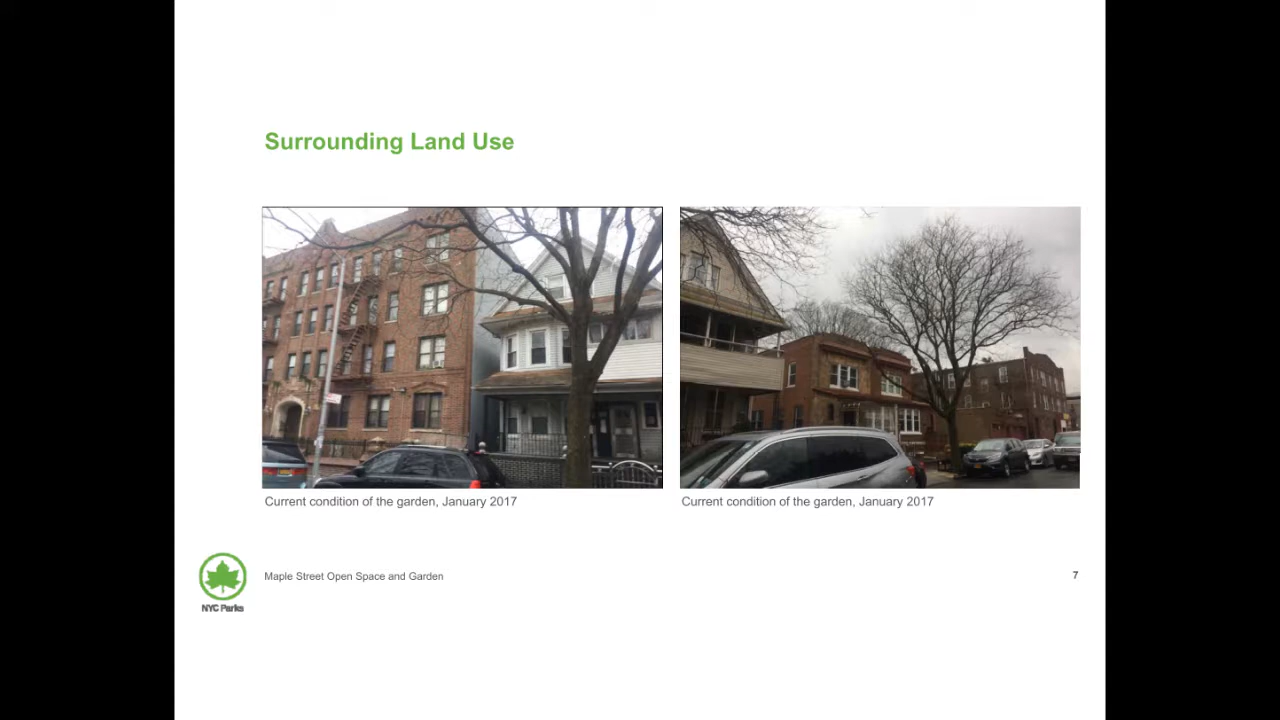 Surrounding Land Use
Current condition of the garden, January 2017
Current condition of the garden, January 2017
NYC Parks
Maple Street Open Space and Garden
7